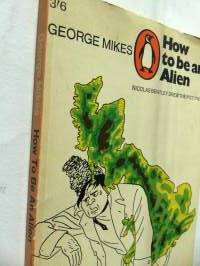 3'6
GEORGE MIKES
How
to be an
Alien
NICOLAS BENTLEY DREW THE PICTURES
How To Be An Alien